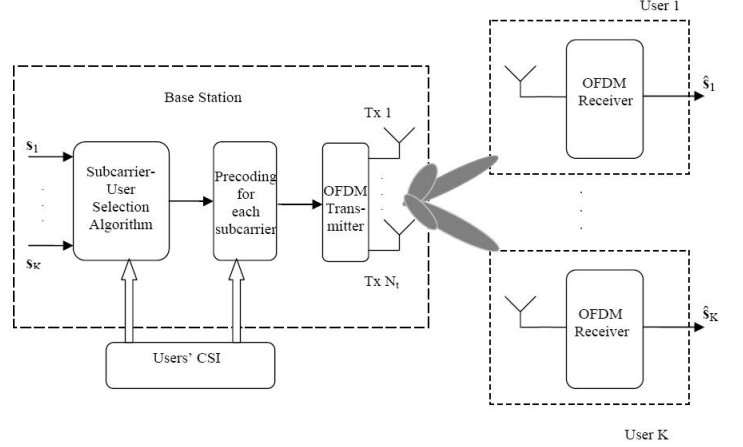 User 1
Base Station
Tx 1
OFDM
Receiver
ŝ1
s1
Subcarrier-
User
Selection
Algorithm
Precoding
for
each
subcarrier
OFDM
Trans-
mitter
sK
Tx Nt
Users' CSI
OFDM
Receiver
ŝK
User K